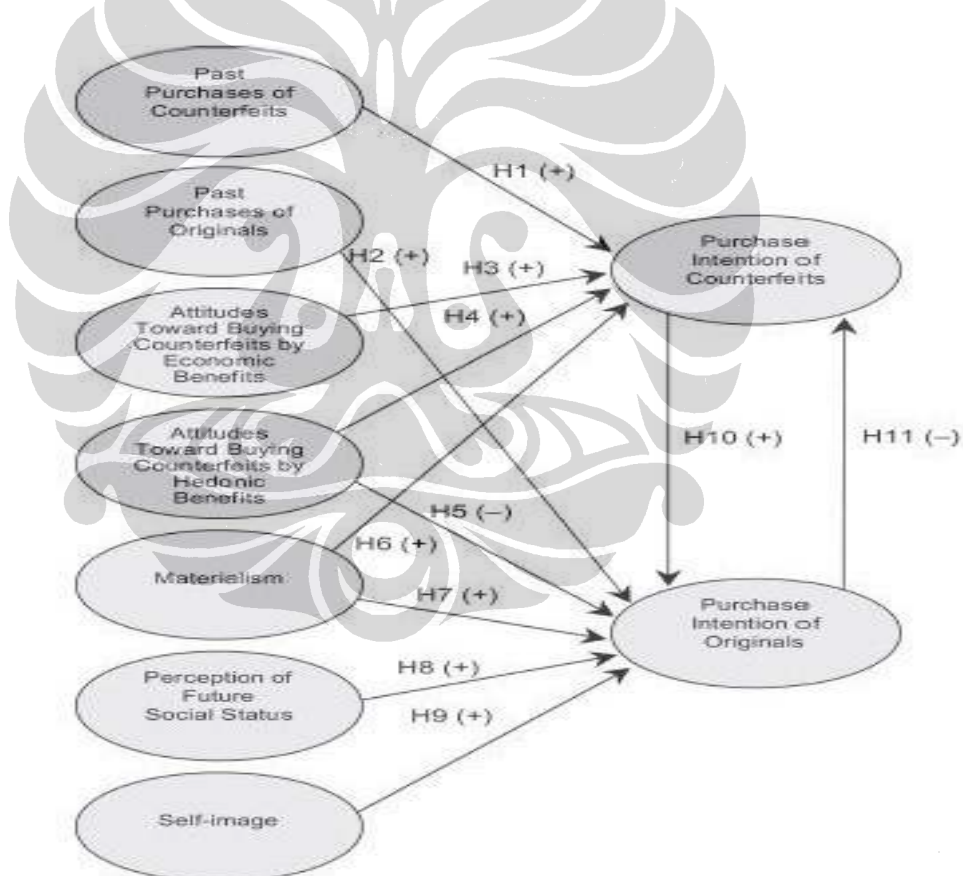 Past
Purchases of
Counterfeits
H1 (+)
Past
Purchases of
Originals
H2 (+)
H3 (+)
Purchase
Intention of
Counterfeits
Attitudes
Toward Buying
Counterfeits by
Economic
Benefits
H4 (+)
Attitudes
Toward Buying
Counterfeits by
Hedonic
Benefits
H10 (+)
H11 (–)
H5 (–)
H6 (+)
Materialism
H7 (+)
Purchase
Intention of
Originals
Perception of
Future
Social Status
H8 (+)
H9 (+)
Self-image